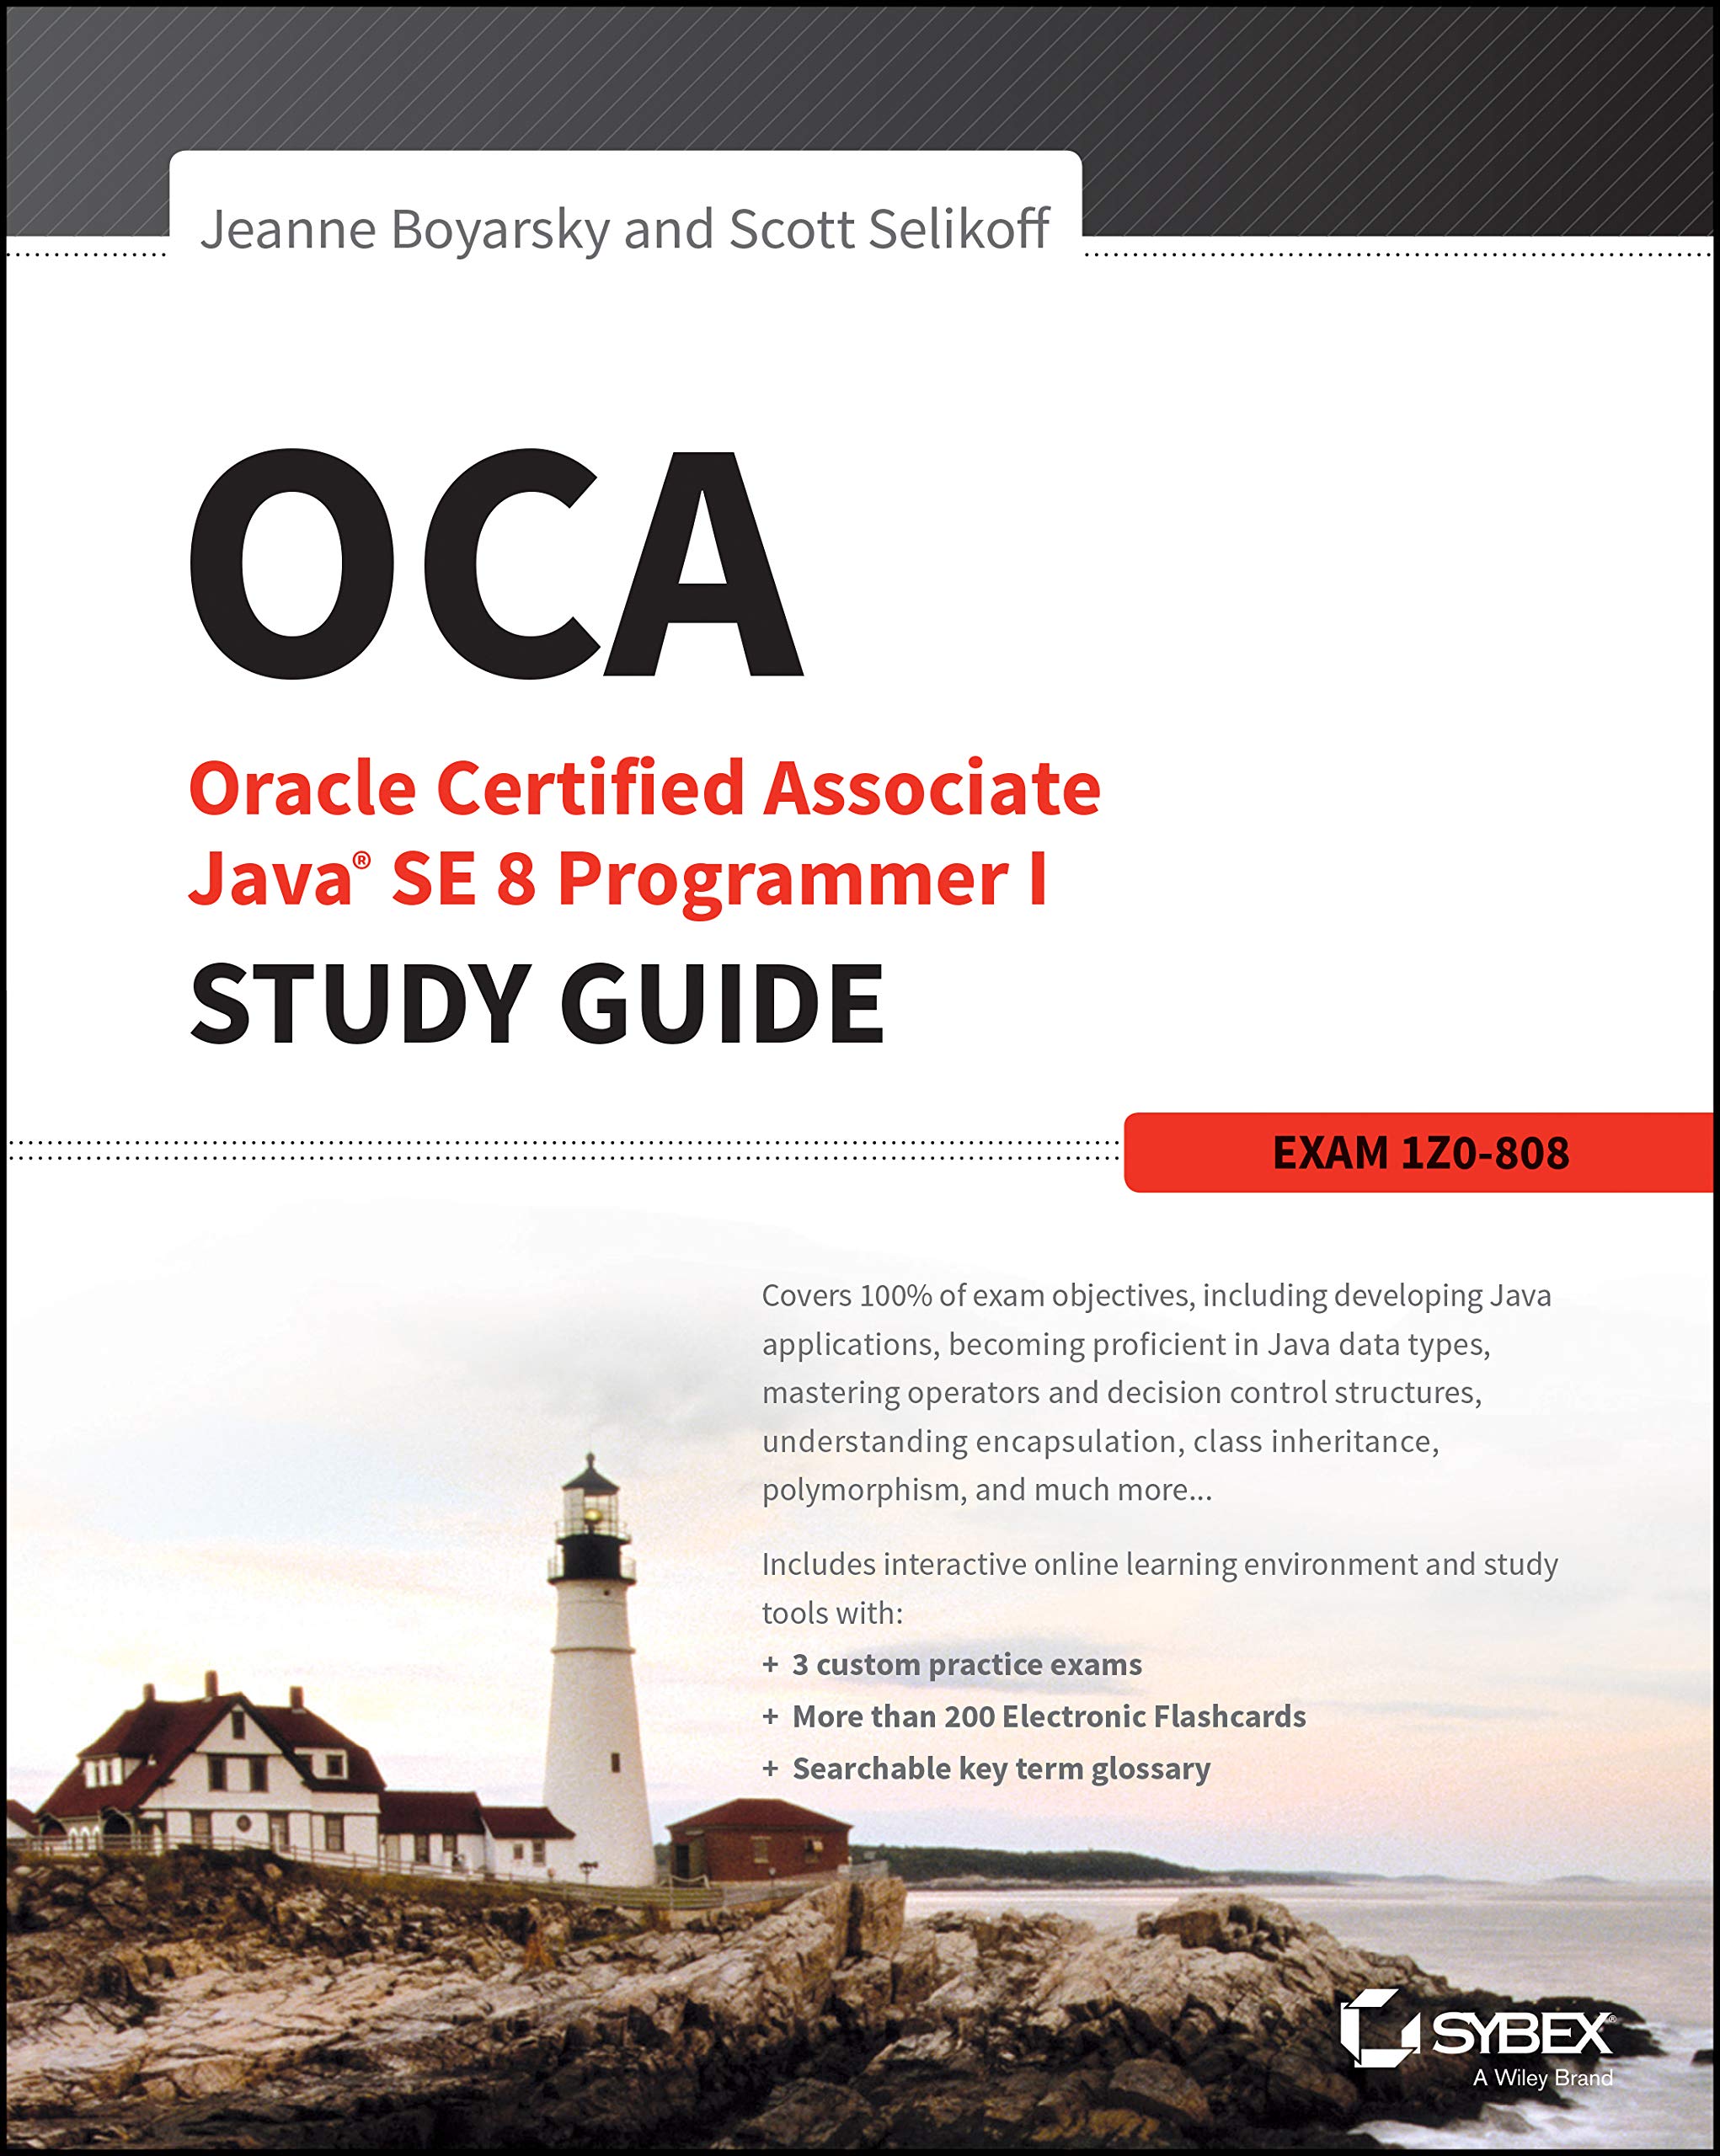 Jeanne Boyarsky and Scott Selikoff
OCA
Oracle Certified Associate
Java® SE 8 Programmer I
STUDY GUIDE
EXAM 1Z0-808
Covers 100% of exam objectives, including developing Java
applications, becoming proficient in Java data types,
mastering operators and decision control structures,
understanding encapsulation, class inheritance,
polymorphism, and much more...
Includes interactive online learning environment and study
tools with:
+ 3 custom practice exams
+ More than 200 Electronic Flashcards
+ Searchable key term glossary
SYBEX®
A Wiley Brand